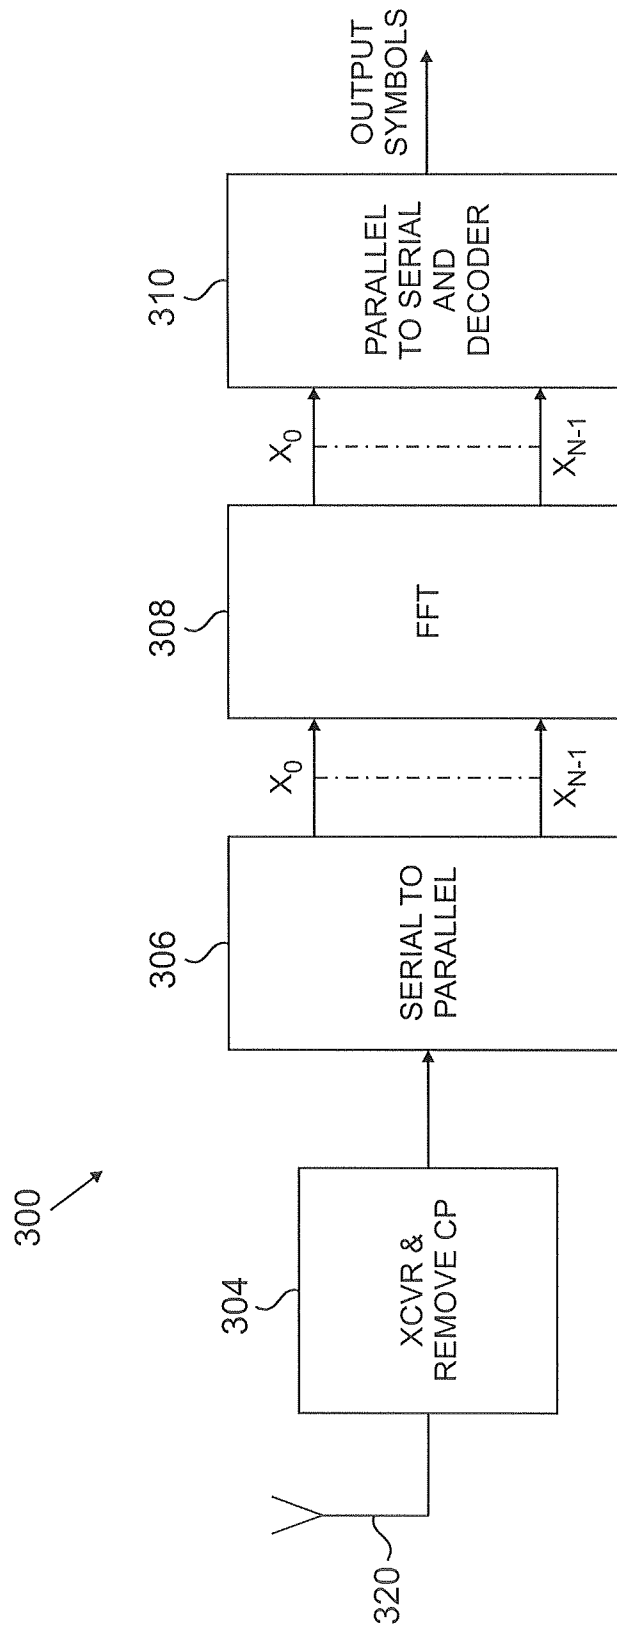 300
320
304
XCVR &
REMOVE CP
306
SERIAL TO
PARALLEL
X0
XN-1
308
FFT
X0
XN-1
310
PARALLEL
TO SERIAL
AND
DECODER
OUTPUT
SYMBOLS